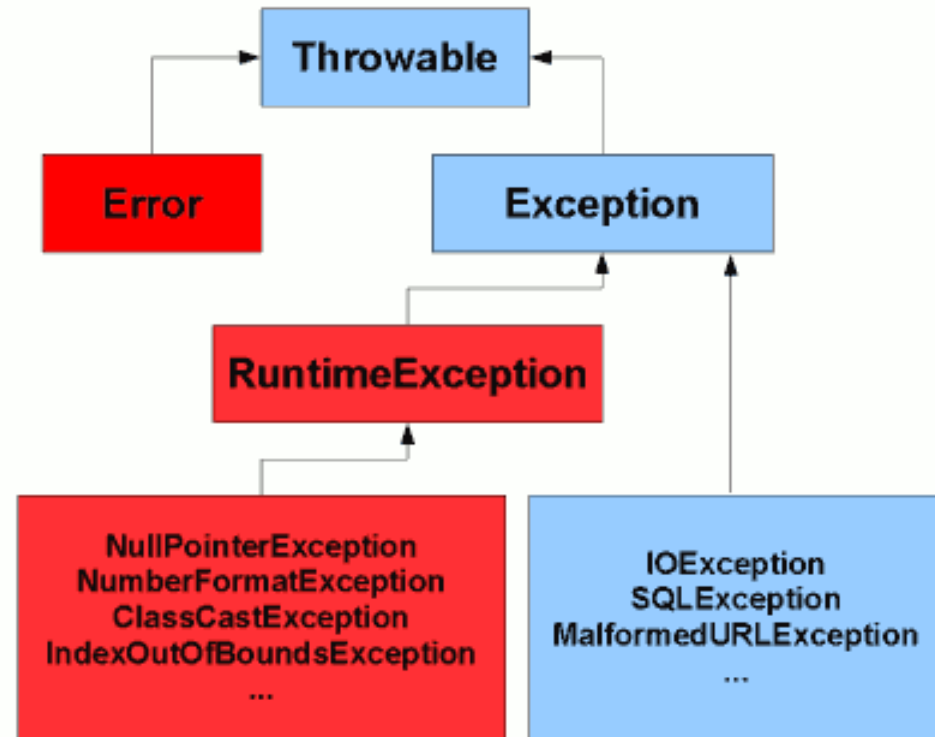 Throwable
Error
Exception
RuntimeException
NullPointerException
NumberFormatException
ClassCastException
IndexOutOfBoundsException
...
IOException
SQLException
MalformedURLException
...